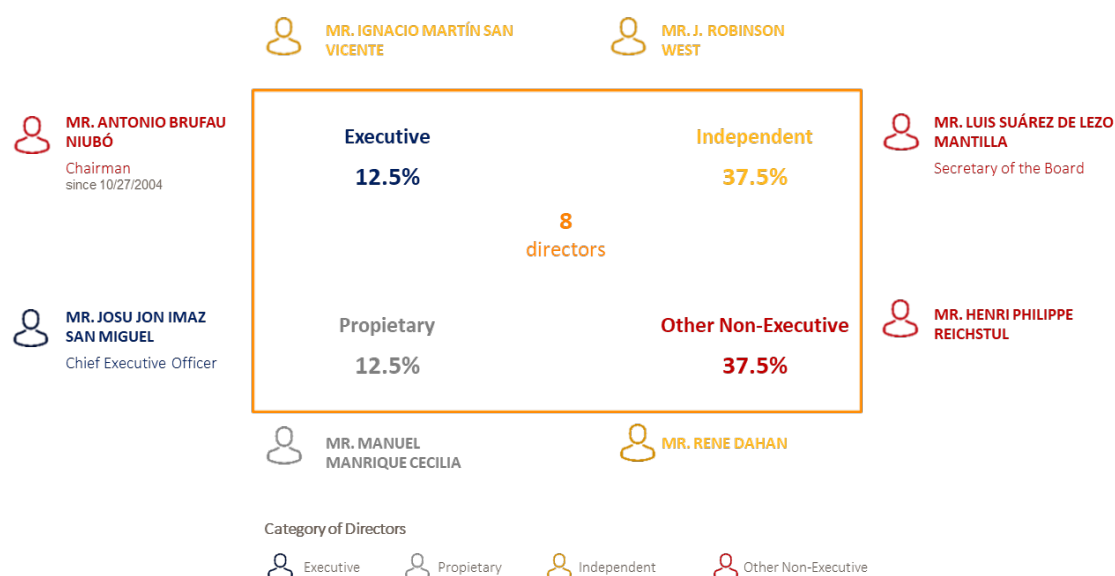 MR. IGNACIO MARTÍN SAN
VICENTE
MR. J. ROBINSON
WEST
MR. ANTONIO BRUFAU
NIUBÓ
Chairman
since 10/27/2004
Executive
12.5%
Independent
37.5%
MR. LUIS SUÁREZ DE LEZO
MANTILLA
Secretary of the Board
8
directors
MR. JOSU JON IMAZ
SAN MIGUEL
Chief Executive Officer
Propietary
12.5%
Other Non-Executive
37.5%
MR. HENRI PHILIPPE
REICHSTUL
MR. MANUEL
MANRIQUE CECILIA
MR. RENE DAHAN
Category of Directors
Executive
Propietary
Independent
Other Non-Executive